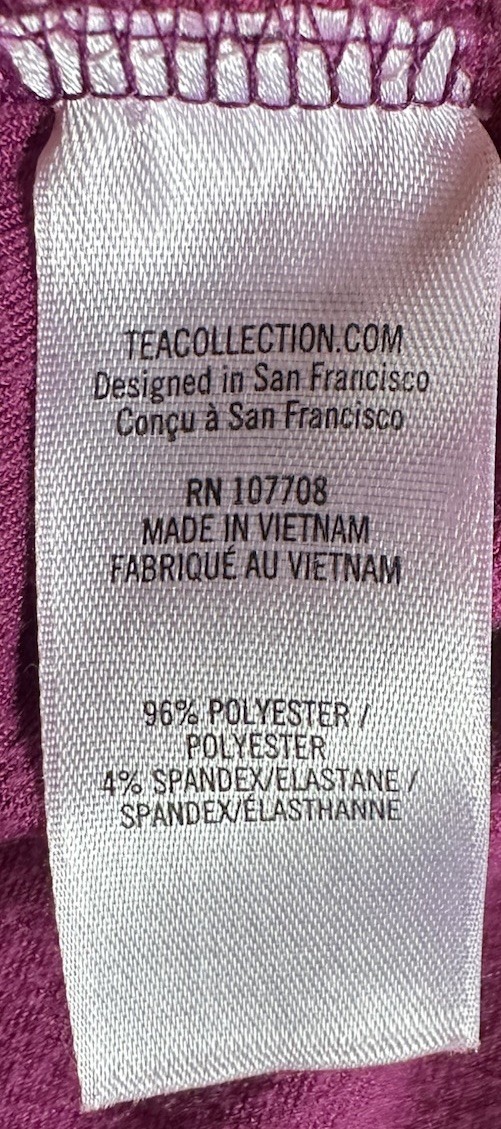 TEACOLLECTION.COM
Designed in San Francisco
Conçu à San Francisco
RN 107708
MADE IN VIETNAM
FABRIQUÉ AU VIETNAM
96% POLYESTER /
POLYESTER
4% SPANDEX/ELASTANE /
SPANDEX/ÉLASTHANNE